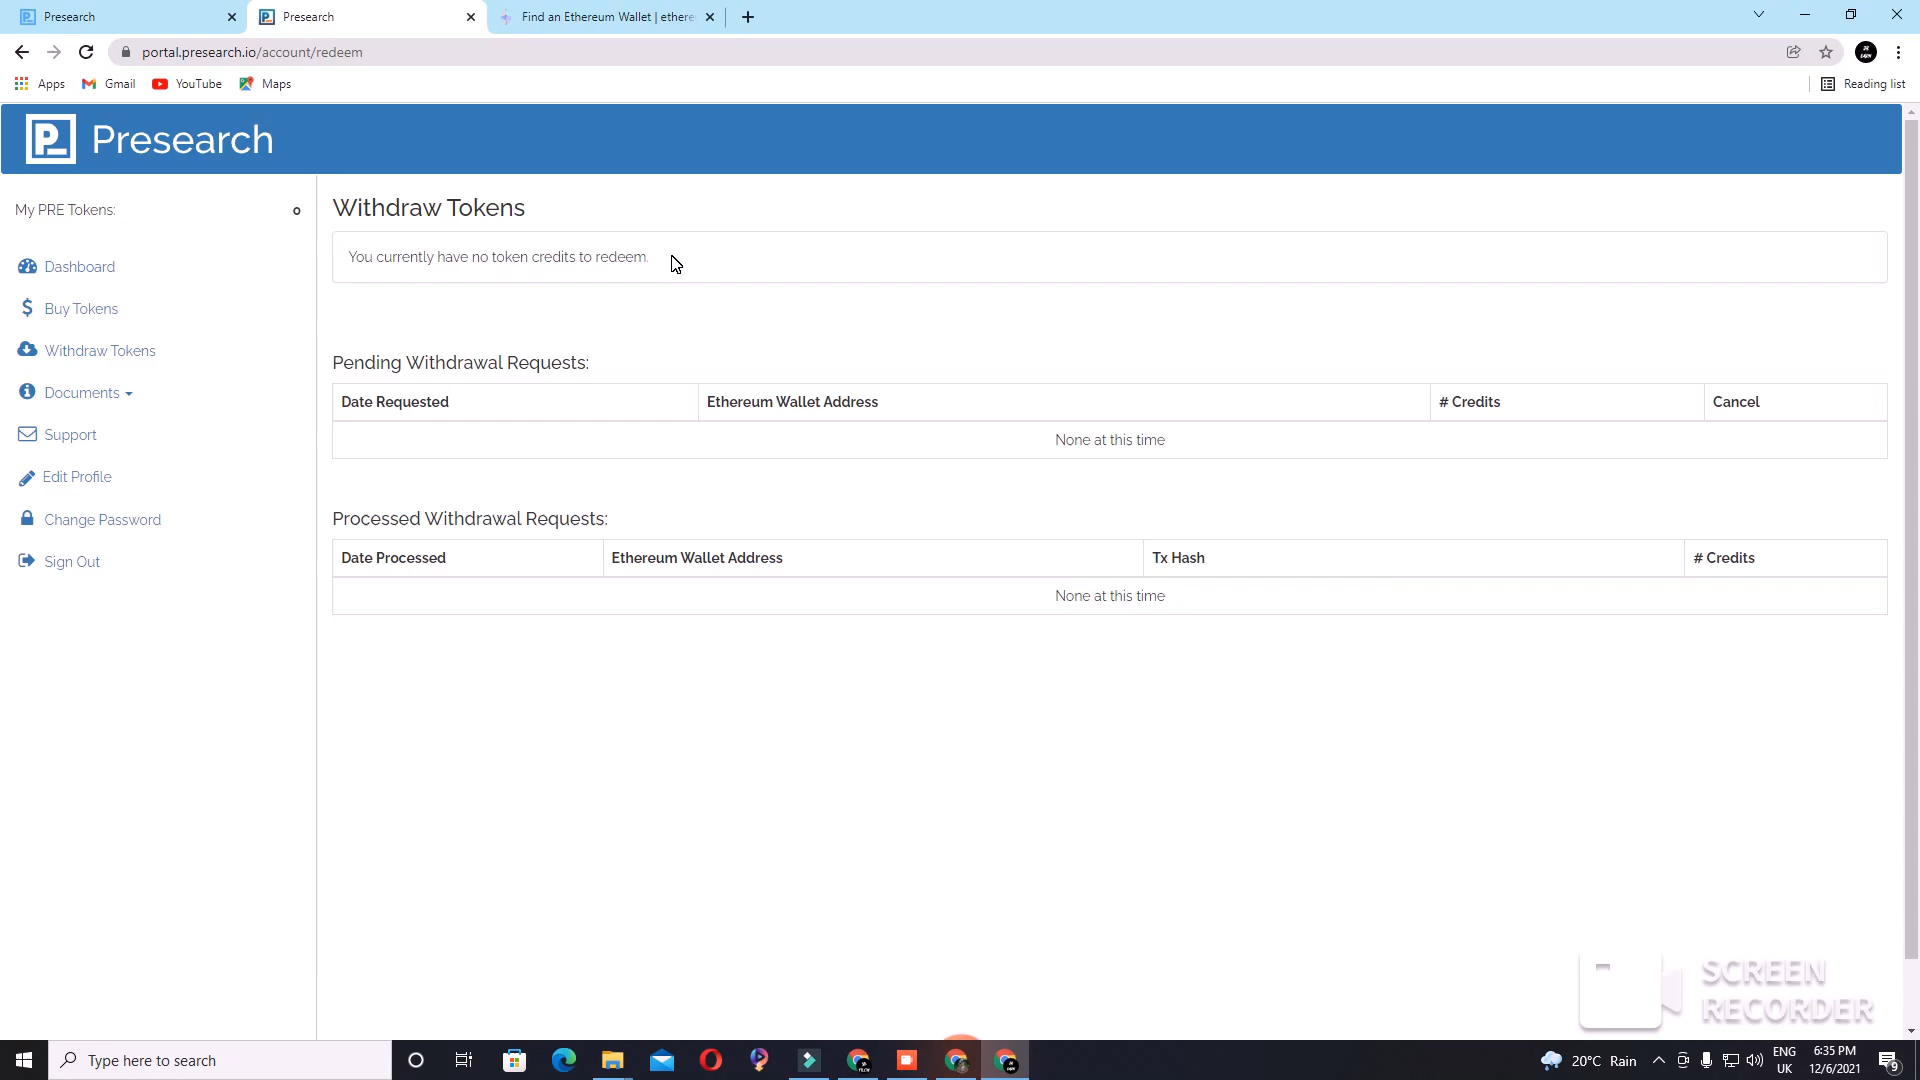 Presearch
Presearch
Find an Ethereum Wallet | ethere
portal.presearch.io/account/redeem
Apps
Gmail
YouTube
Maps
Reading list
P_ Presearch
My PRE Tokens: 0
Dashboard
Buy Tokens
Withdraw Tokens
Documents
Support
Edit Profile
Change Password
Sign Out
Withdraw Tokens
You currently have no token credits to redeem.
Pending Withdrawal Requests:
Date Requested Ethereum Wallet Address # Credits Cancel
None at this time
Processed Withdrawal Requests:
Date Processed Ethereum Wallet Address Tx Hash # Credits
None at this time
SCREEN
RECORDER
Type here to search
20°C Rain
ENG
UK
6:35 PM
12/6/2021
9